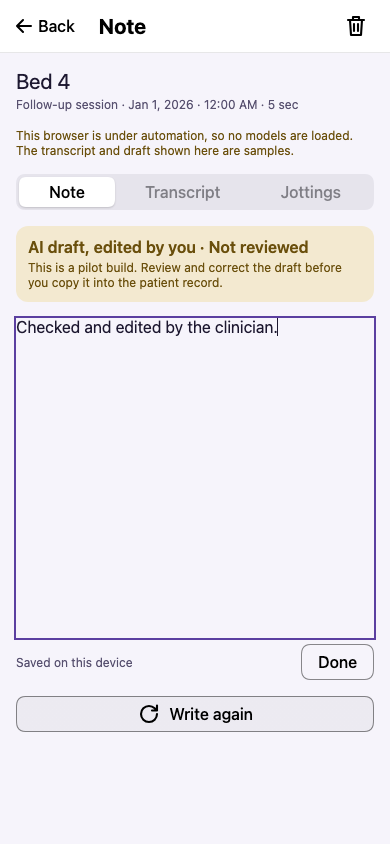 Back Note
Bed 4
Follow-up session · Jan 1, 2026 · 12:00 AM · 5 sec
This browser is under automation, so no models are loaded.
The transcript and draft shown here are samples.
Note Transcript Jottings
AI draft, edited by you · Not reviewed
This is a pilot build. Review and correct the draft before
you copy it into the patient record.
Checked and edited by the clinician.
Saved on this device Done
Write again